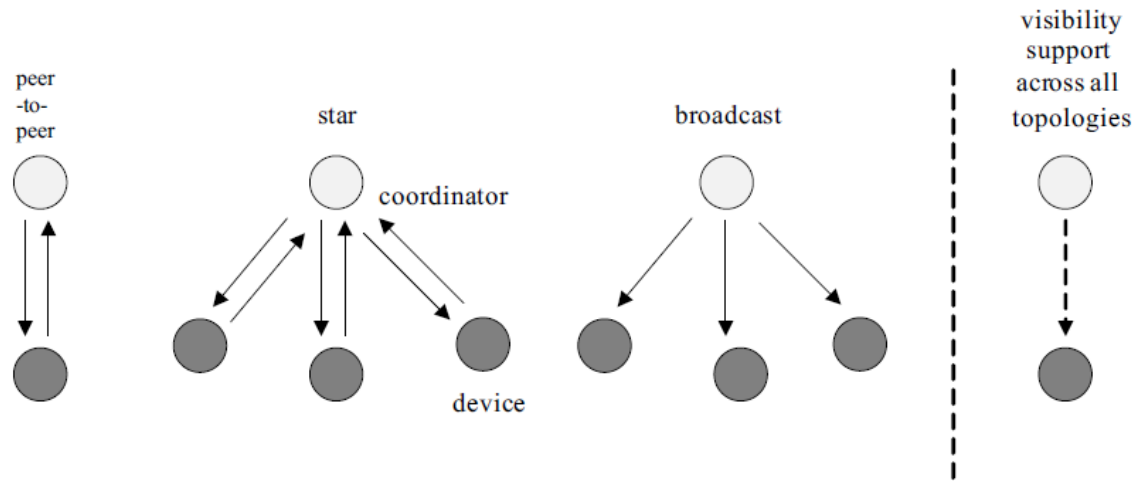 peer
-to-
peer
star
coordinator
device
broadcast
visibility
support
across all
topologies